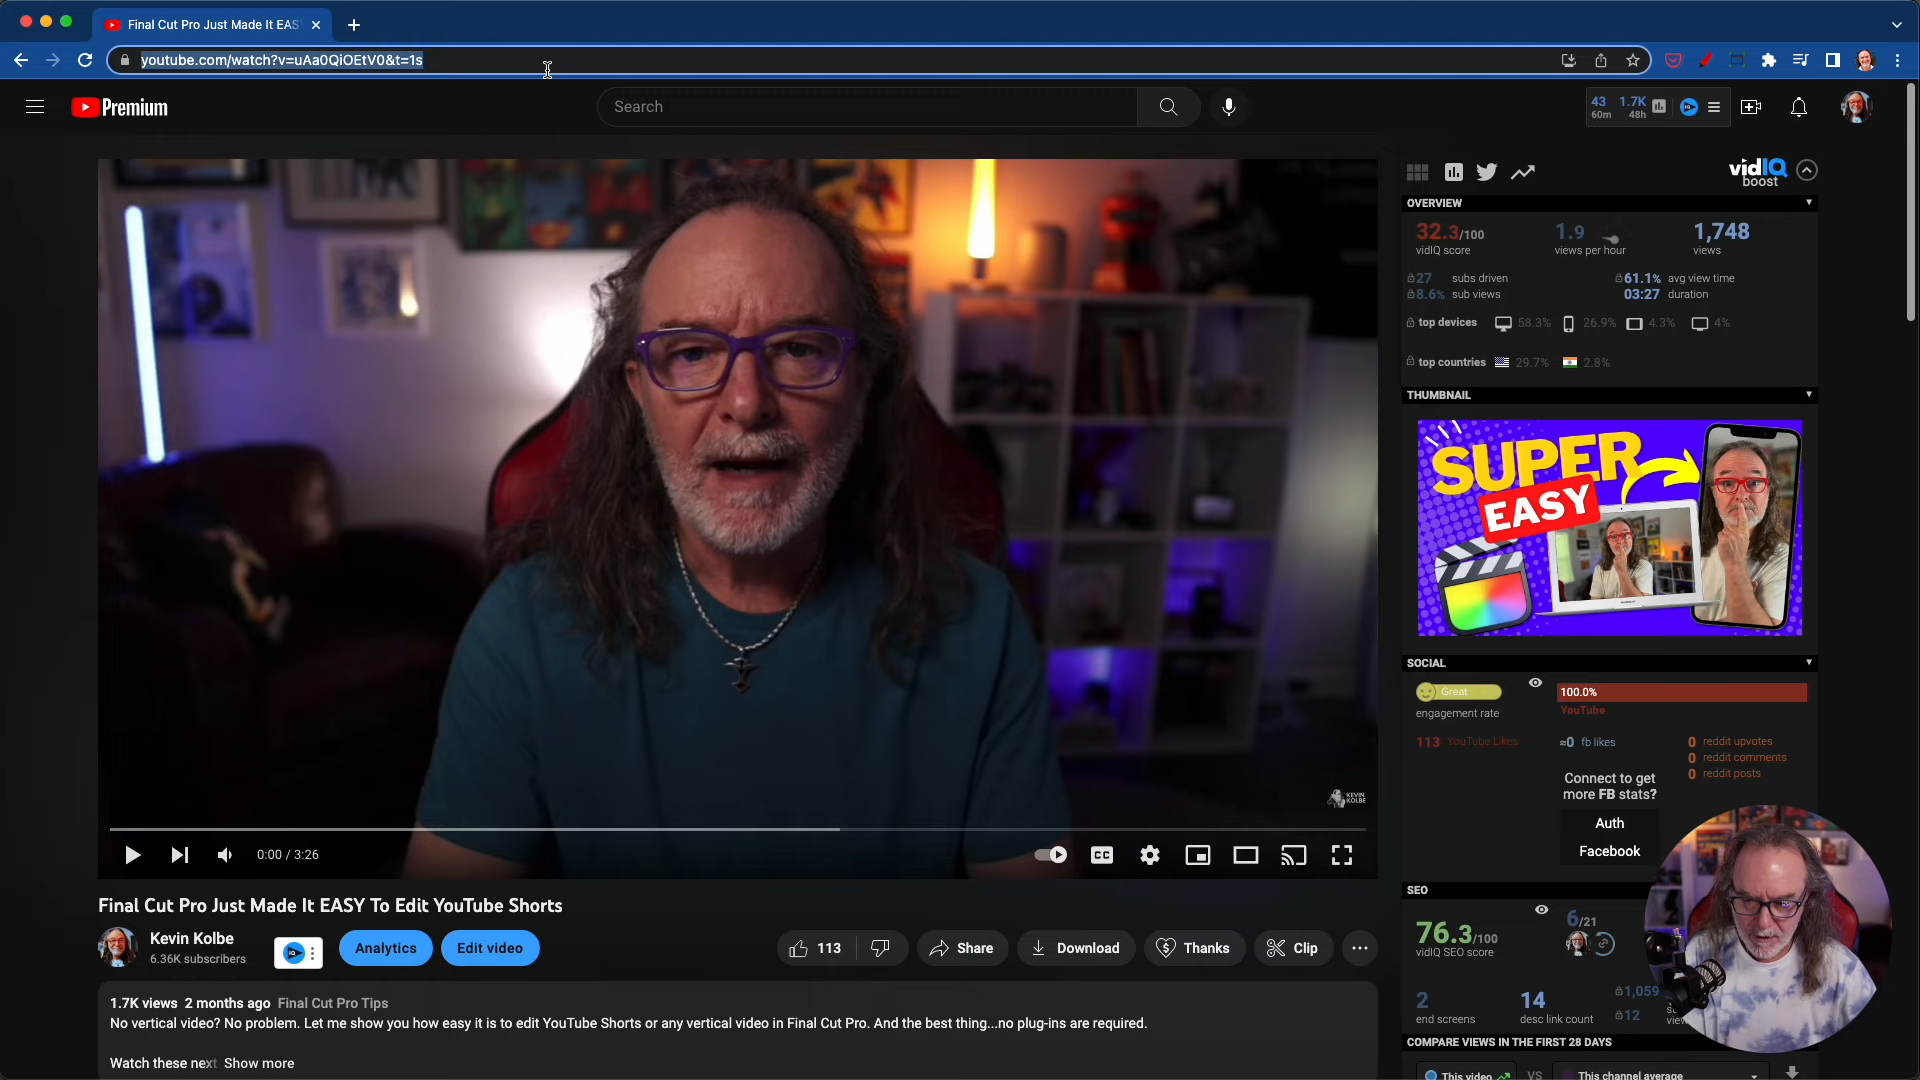 Final Cut Pro Just Made It EAS
youtube.com/watch?v=uAa0QiOEtV0&t=1s
Premium
Search
43 1.7K
60m 48h
vidIQ
boost
OVERVIEW
32.3/100 1.9 1,748
vidIQ score views per hour views
27 subs driven 61.1% avg view time
8.6% sub views 03:27 duration
top devices 58.3% 26.9% 4.3% 4%
top countries 29.7% 2.8%
THUMBNAIL
SUPER
EASY
SOCIAL
Great 100.0%
engagement rate YouTube
113 YouTube Likes ≈0 fb likes 0 reddit upvotes
0 reddit comments
0 reddit posts
Connect to get
more FB stats?
Auth
Facebook
KEVIN
KOLBE
0:00 / 3:26
CC
Final Cut Pro Just Made It EASY To Edit YouTube Shorts
Kevin Kolbe
6.36K subscribers
Analytics
Edit video
113
Share
Download
Thanks
Clip
1.7K views 2 months ago Final Cut Pro Tips
No vertical video? No problem. Let me show you how easy it is to edit YouTube Shorts or any vertical video in Final Cut Pro. And the best thing...no plug-ins are required.
Watch these next Show more
SEO
76.3/100 6/21
vidIQ SEO score
2 14 1,059
end screens desc link count 12
COMPARE VIEWS IN THE FIRST 28 DAYS
This video VS This channel average